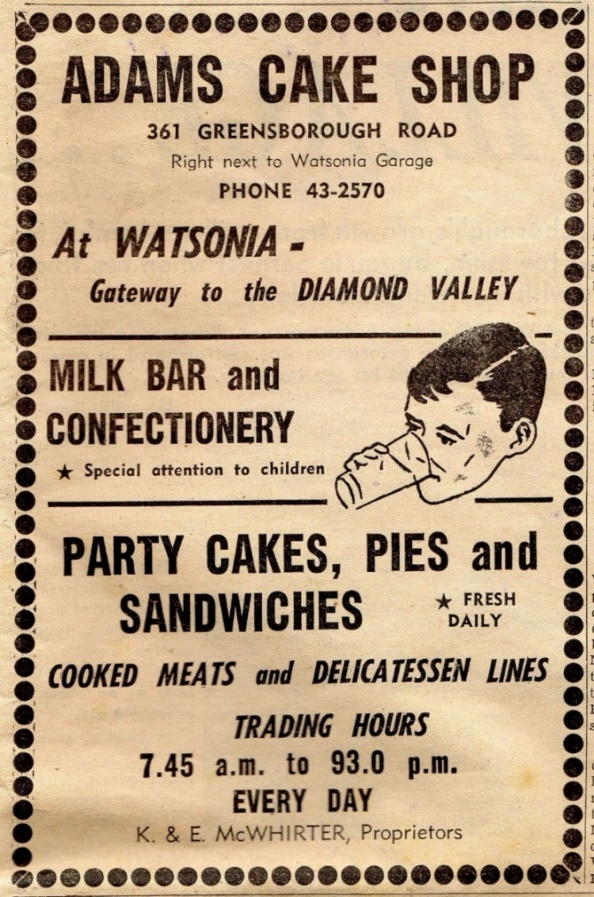 ADAMS CAKE SHOP
361 GREENSBOROUGH ROAD
Right next to Watsonia Garage
PHONE 43-2570
At WATSONIA -
Gateway to the DIAMOND VALLEY
MILK BAR and
CONFECTIONERY
★ Special attention to children
PARTY CAKES, PIES and
SANDWICHES
★ FRESH
DAILY
COOKED MEATS and DELICATESSEN LINES
TRADING HOURS
7.45 a.m. to 93.0 p.m.
EVERY DAY
K. & E. McWHIRTER, Proprietors